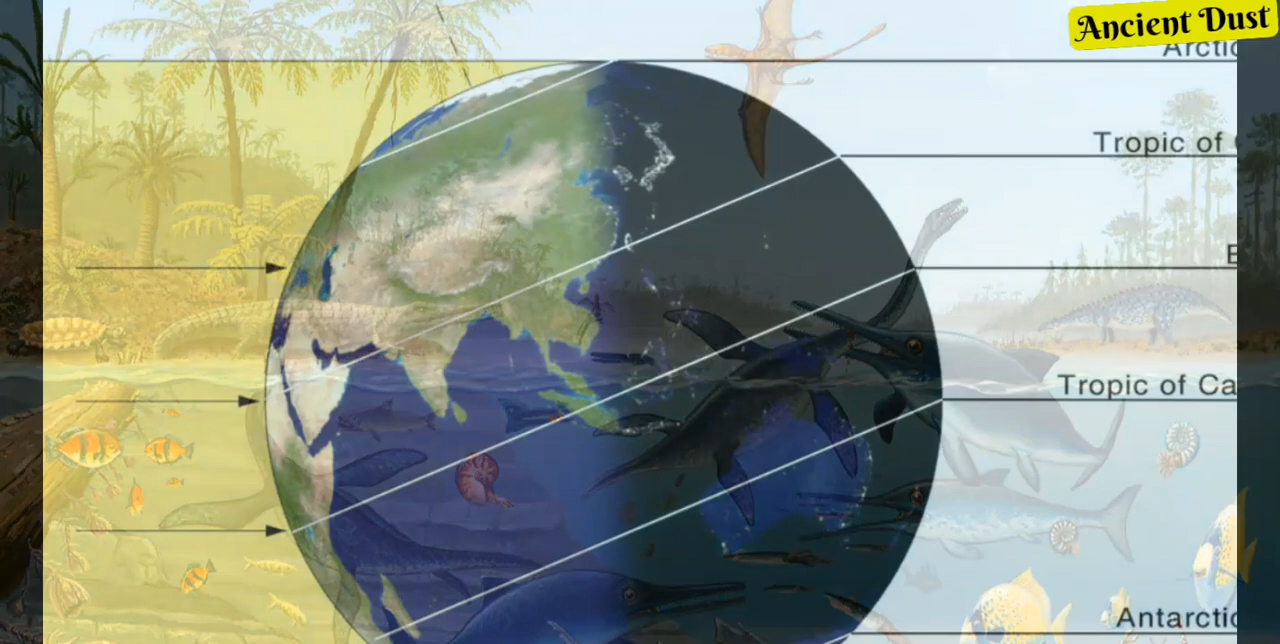 Ancient Dust
Arctic
Tropic of
Tropic of Ca
Antarctic